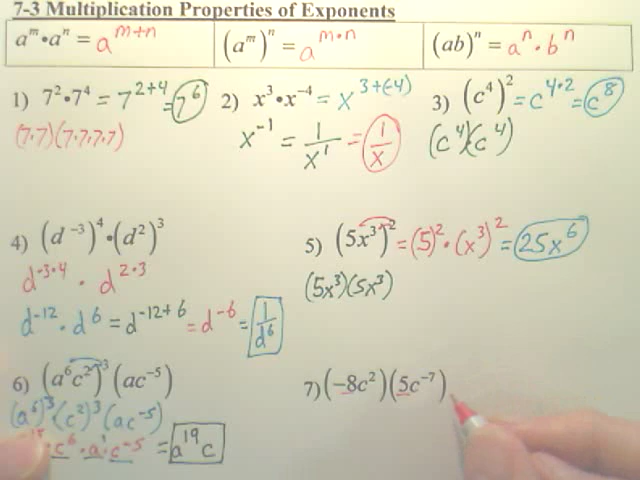 7-3 Multiplication Properties of Exponents
a^m • a^n = a^(m+n)   (a^m)^n = a^(m•n)   (ab)^n = a^n • b^n
1) 7² • 7⁴ = 7^(2+4) = 7⁶   2) x³ • x⁻⁴ = x^(3+(-4))   3) (c⁴)² = c^(4•2) = c⁸
(7•7)(7•7•7•7)   x⁻¹ = 1/x¹ = 1/x   (c⁴)(c⁴)
4) (d⁻³)⁴ • (d²)³   5) (5x³)² = (5)² • (x³)² = 25x⁶
d^(-3•4) • d^(2•3)   (5x³)(5x³)
d⁻¹² • d⁶ = d^(-12+6) = d⁻⁶ = 1/d⁶
6) (a⁶c²)³(ac⁻⁵)   7) (-8c²)(5c⁻⁷)
(a⁶)³ • (c²)³(ac⁻⁵)
• c⁶ • a¹ • c⁻⁵ = a¹⁹c